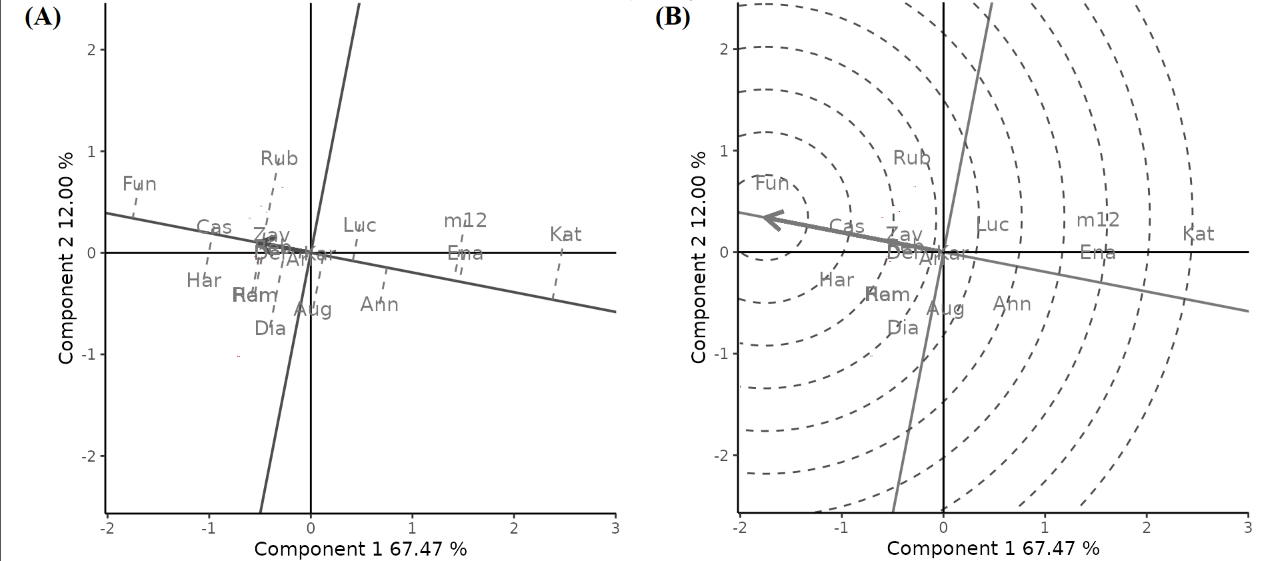 (A)
(B)
2
1
0
-1
-2
-2
-1
0
1
2
3
Component 2 12.00 %
Component 1 67.47 %
Rub
Fun
Cas
Zav
Luc
m12
Kat
Ena
Har
Dia
Aug
Ann
2
1
0
-1
-2
-2
-1
0
1
2
3
Component 2 12.00 %
Component 1 67.47 %
Rub
Fun
Cas
Zav
Luc
m12
Kat
Ena
Har
Dia
Aug
Ann